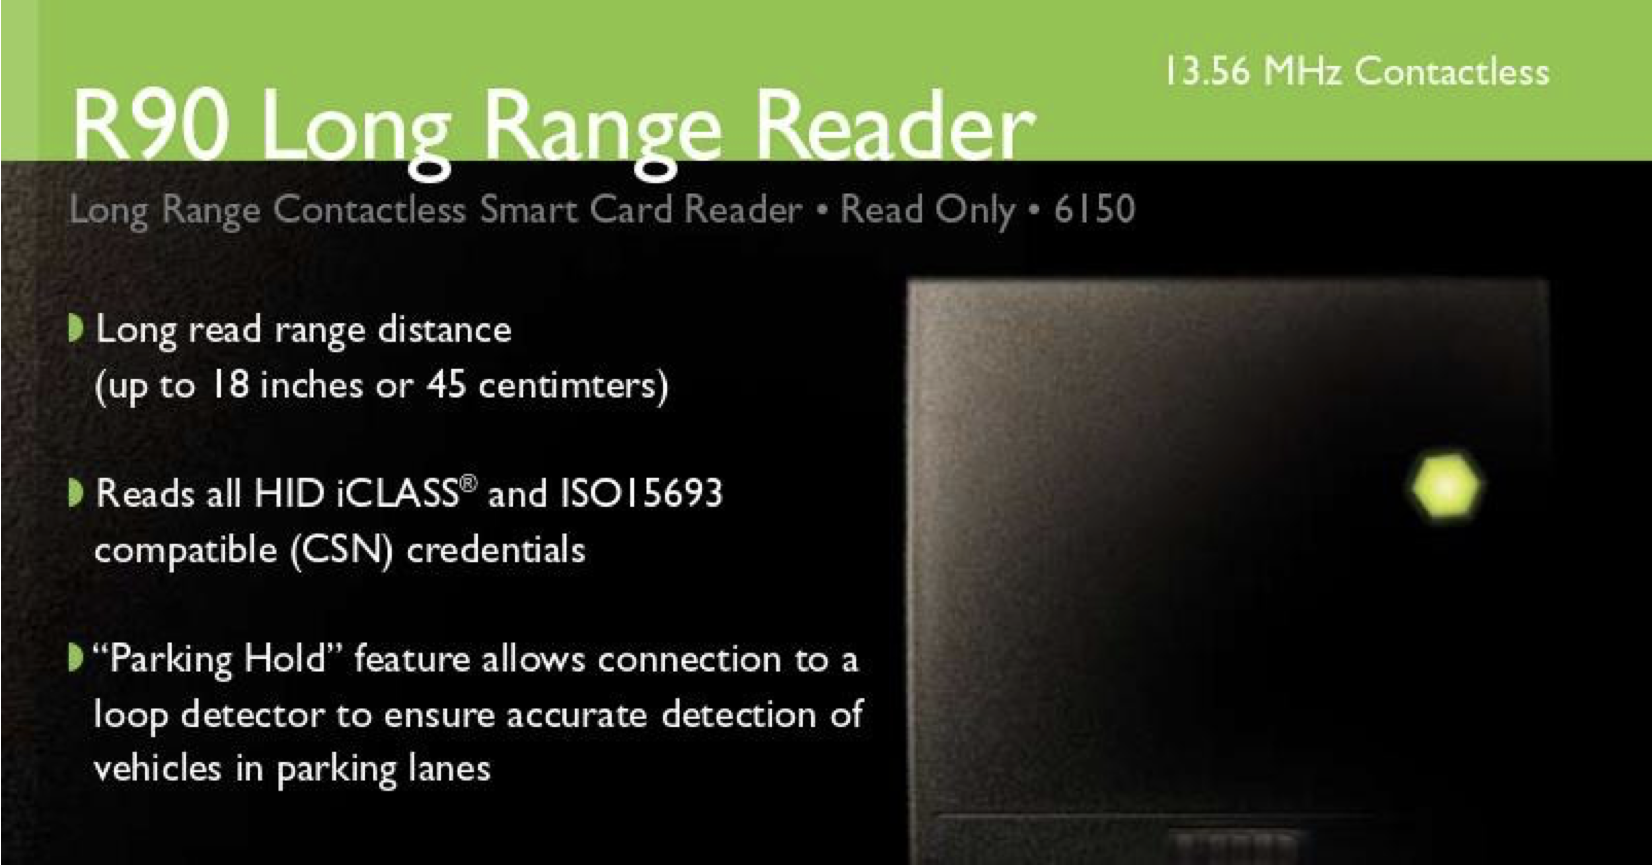 13.56 MHz Contactless
R90 Long Range Reader
Long Range Contactless Smart Card Reader • Read Only • 6150
Long read range distance
(up to 18 inches or 45 centimters)
Reads all HID iCLASS® and ISO15693
compatible (CSN) credentials
“Parking Hold” feature allows connection to a
loop detector to ensure accurate detection of
vehicles in parking lanes